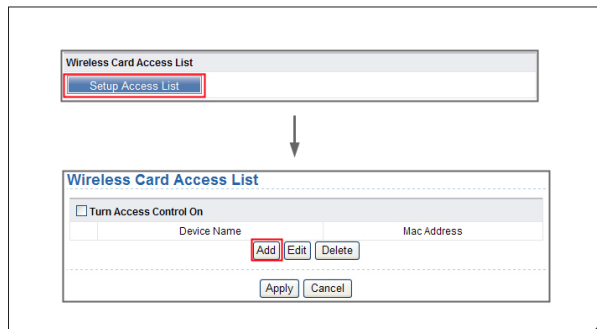 Wireless Card Access List
Setup Access List
Wireless Card Access List
Turn Access Control On
Device Name Mac Address
Add Edit Delete
Apply Cancel